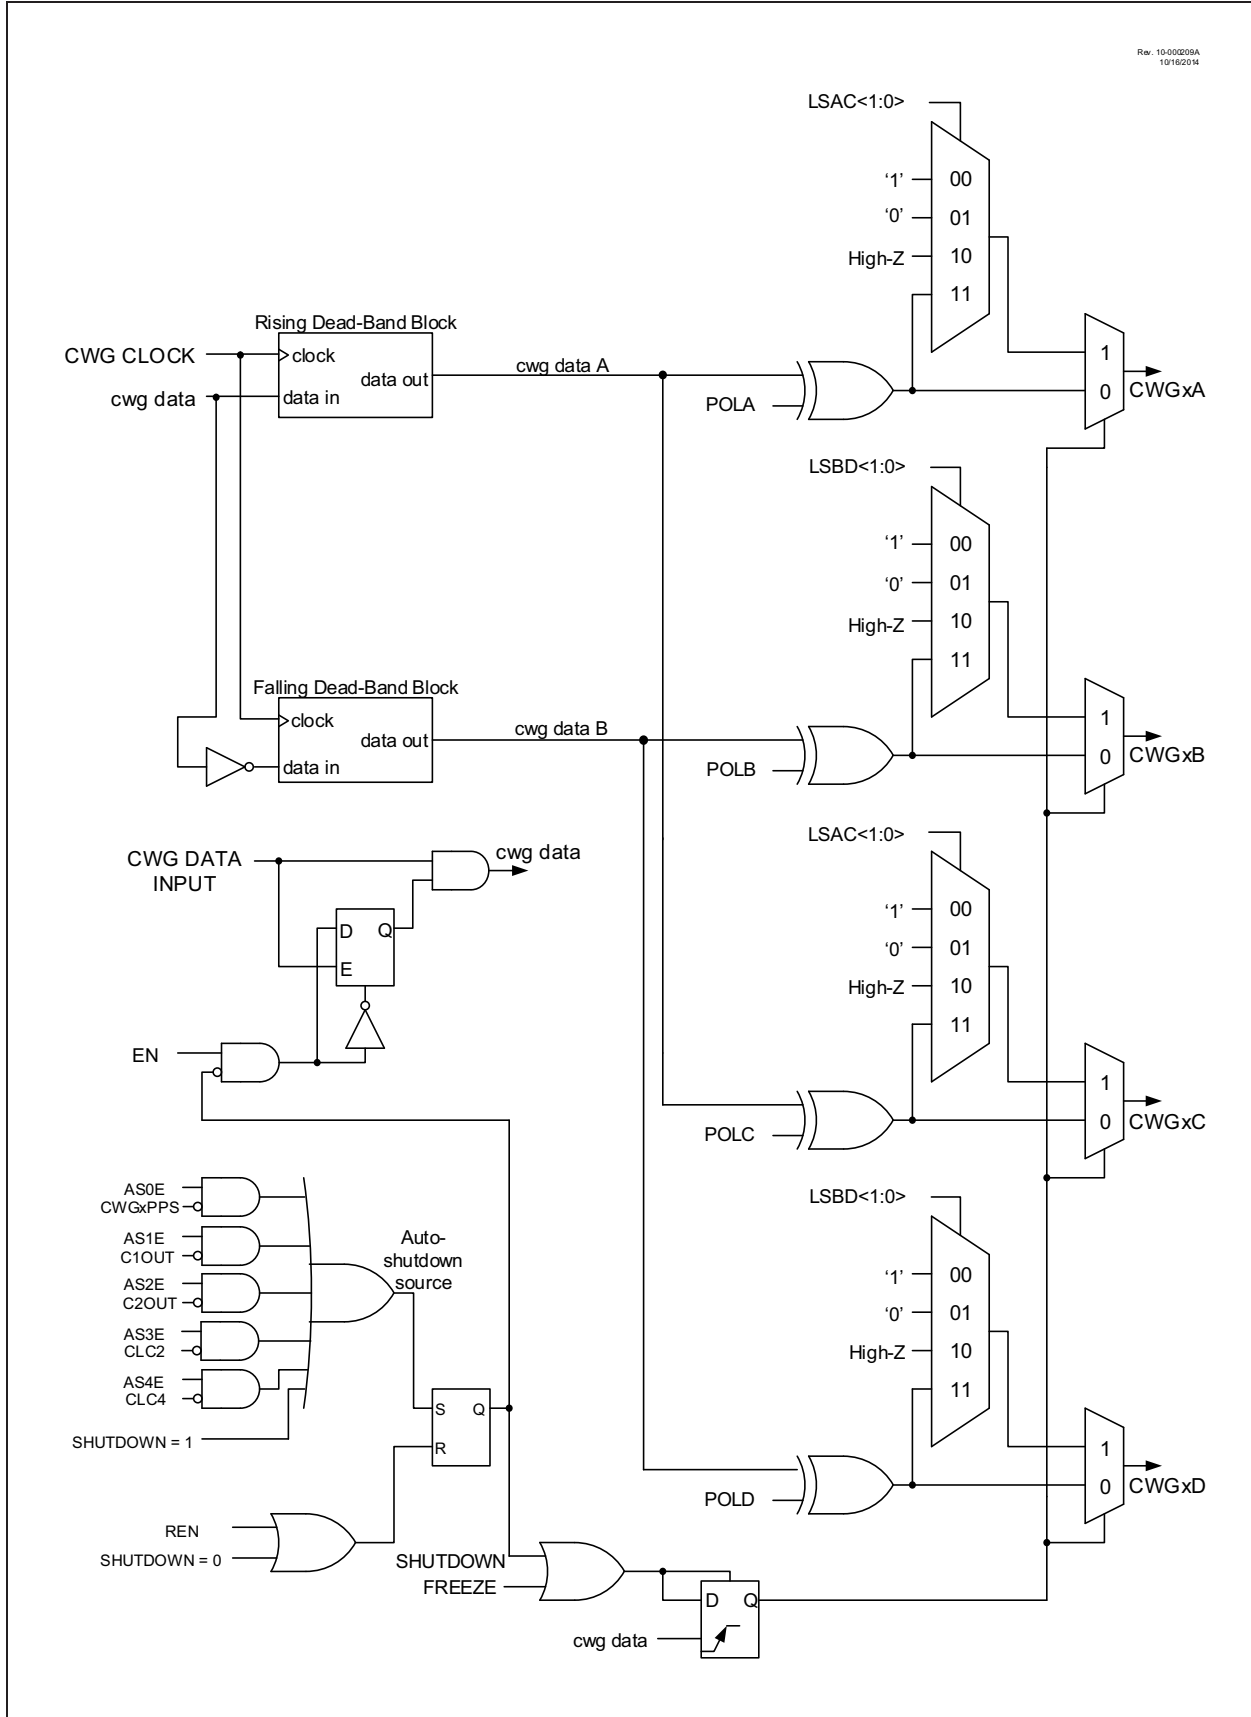 Rev. 10-000209A
10/16/2014
LSAC<1:0>
‘1’
00
‘0’
01
High-Z
10
11
Rising Dead-Band Block
CWG CLOCK
clock
data out
cwg data
data in
cwg data A
POLA
1
0
CWGxA
LSBD<1:0>
‘1’
00
‘0’
01
High-Z
10
11
Falling Dead-Band Block
clock
data out
data in
cwg data B
POLB
1
0
CWGxB
CWG DATA
INPUT
cwg data
D
Q
E
EN
LSAC<1:0>
‘1’
00
‘0’
01
High-Z
10
11
POLC
1
0
CWGxC
AS0E
CWGxPPS
AS1E
C1OUT
AS2E
C2OUT
AS3E
CLC2
AS4E
CLC4
SHUTDOWN = 1
Auto-
shutdown
source
S
Q
R
REN
SHUTDOWN = 0
LSBD<1:0>
‘1’
00
‘0’
01
High-Z
10
11
POLD
1
0
CWGxD
SHUTDOWN
FREEZE
D
Q
cwg data